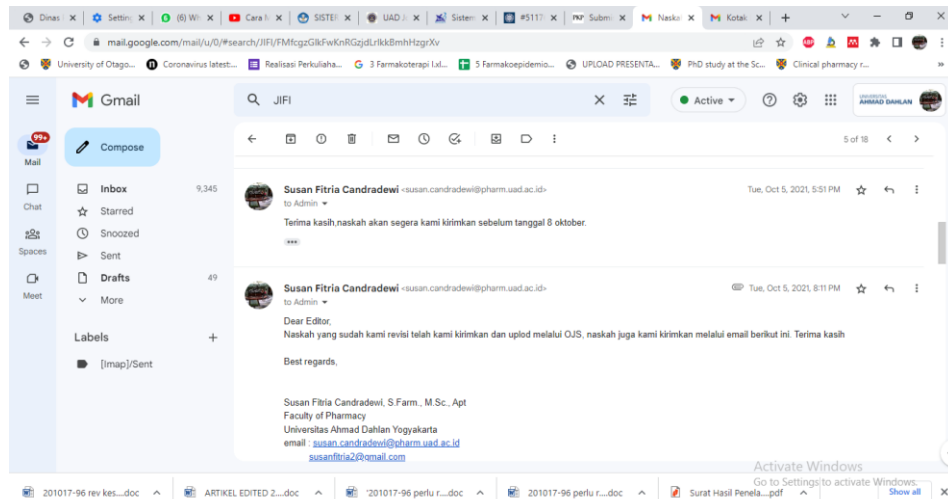 Dinas
Setting
(6) Wh
Cara
SISTE
UAD J
Sistem
#5117
Submi
Naska
Kotak
mail.google.com/mail/u/0/#search/JIFI/FMfcgzGlkFwKnRGzjdLrlkkBmhHzgrXv
University of Otago...
Coronavirus latest:...
Realisasi Perkuliaha...
3 Farmakoterapi I.xl...
5 Farmakoepidemio...
UPLOAD PRESENTA...
PhD study at the Sc...
Clinical pharmacy r...
»
Gmail
JIFI
Active
UNIVERSITAS
AHMAD DAHLAN
99+
Mail
Chat
Spaces
Meet
Compose
Inbox 9,345
Starred
Snoozed
Sent
Drafts 49
More
Labels +
[Imap]/Sent
5 of 18
Susan Fitria Candradewi <susan.candradewi@pharm.uad.ac.id> Tue, Oct 5, 2021, 5:51 PM
to Admin
Terima kasih,naskah akan segera kami kirimkan sebelum tanggal 8 oktober.
Susan Fitria Candradewi <susan.candradewi@pharm.uad.ac.id> Tue, Oct 5, 2021, 8:11 PM
to Admin
Dear Editor,
Naskah yang sudah kami revisi telah kami kirimkan dan uplod melalui OJS, naskah juga kami kirimkan melalui email berikut ini. Terima kasih
Best regards,
Susan Fitria Candradewi, S.Farm., M.Sc., Apt
Faculty of Pharmacy
Universitas Ahmad Dahlan Yogyakarta
email : susan.candradewi@pharm.uad.ac.id
susanfitria2@gmail.com
Activate Windows
Go to Settings to activate Windows.
201017-96 rev kes....doc
ARTIKEL EDITED 2....doc
'201017-96 perlu r....doc
201017-96 perlu r....doc
Surat Hasil Penela....pdf
Show all